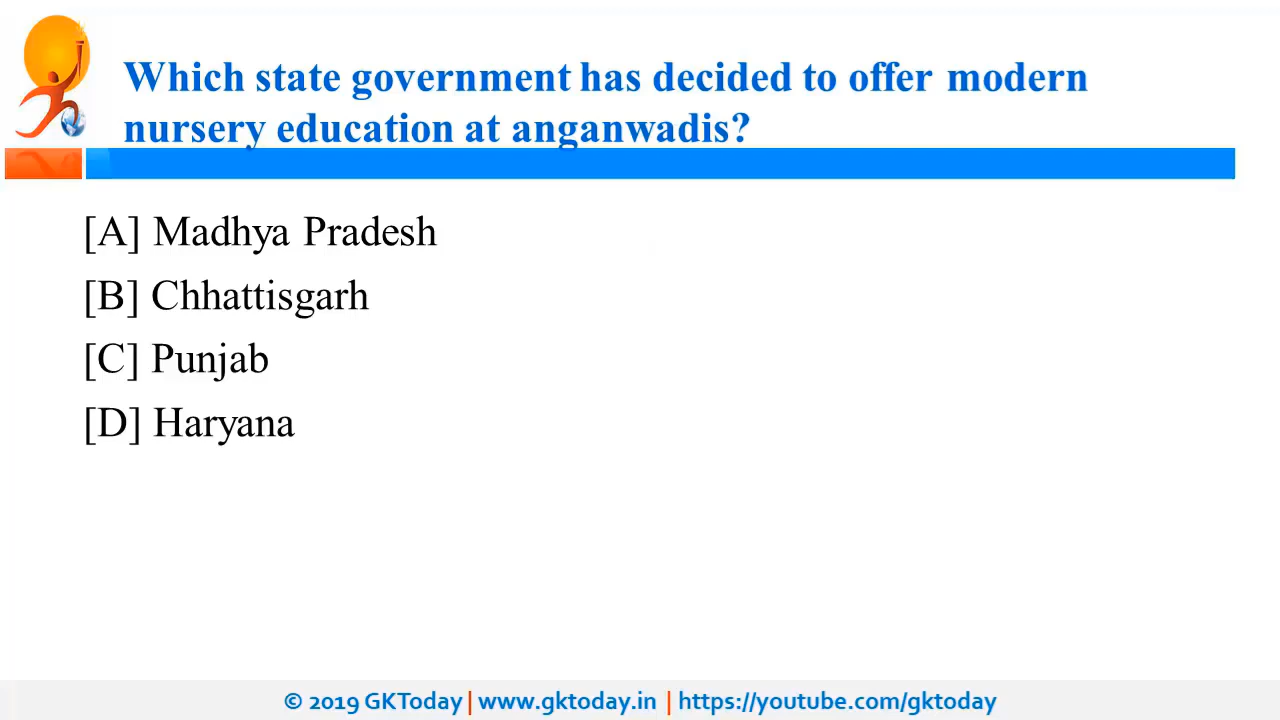 Which state government has decided to offer modern
nursery education at anganwadis?
[A] Madhya Pradesh
[B] Chhattisgarh
[C] Punjab
[D] Haryana
© 2019 GKToday | www.gktoday.in | https://youtube.com/gktoday